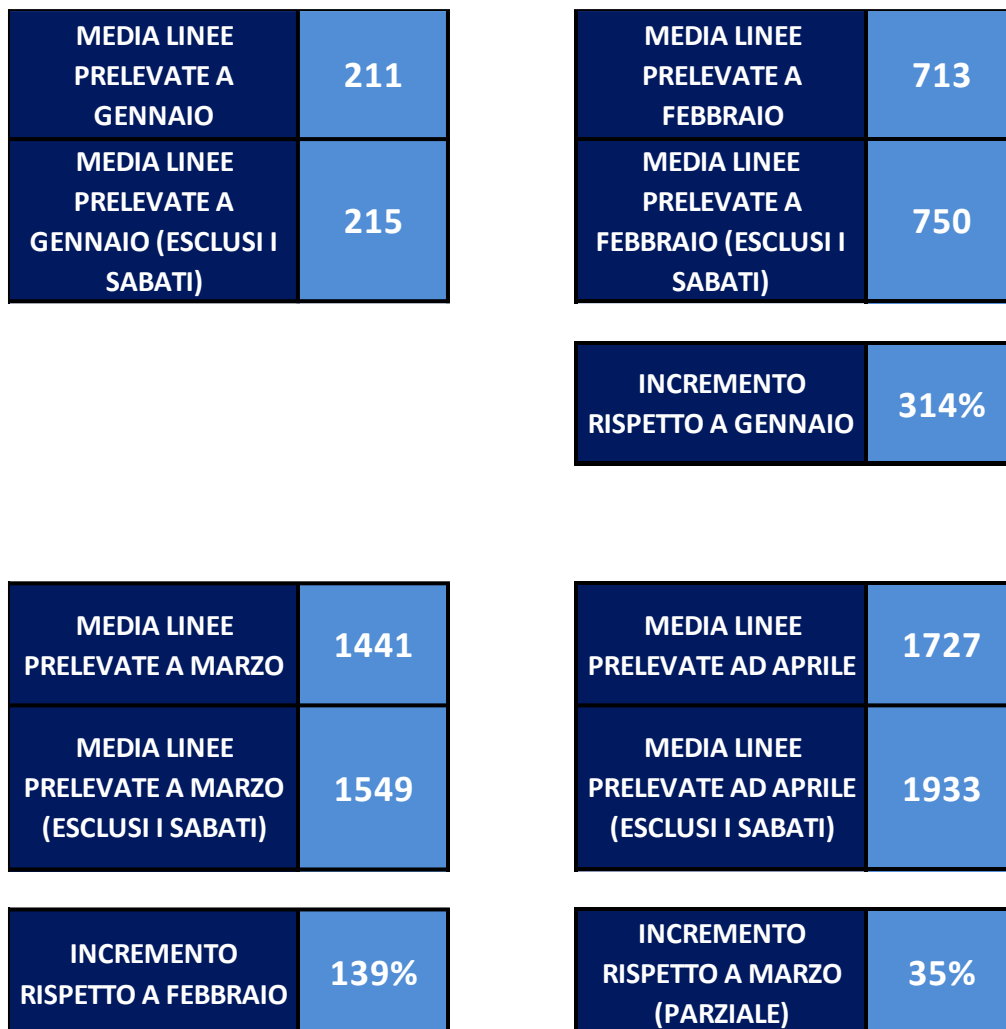 MEDIA LINEE
PRELEVATE A
GENNAIO
211
MEDIA LINEE
PRELEVATE A
GENNAIO (ESCLUSI I
SABATI)
215
MEDIA LINEE
PRELEVATE A
FEBBRAIO
713
MEDIA LINEE
PRELEVATE A
FEBBRAIO (ESCLUSI I
SABATI)
750
INCREMENTO
RISPETTO A GENNAIO
314%
MEDIA LINEE
PRELEVATE A MARZO
1441
MEDIA LINEE
PRELEVATE A MARZO
(ESCLUSI I SABATI)
1549
INCREMENTO
RISPETTO A FEBBRAIO
139%
MEDIA LINEE
PRELEVATE AD APRILE
1727
MEDIA LINEE
PRELEVATE AD APRILE
(ESCLUSI I SABATI)
1933
INCREMENTO
RISPETTO A MARZO
(PARZIALE)
35%